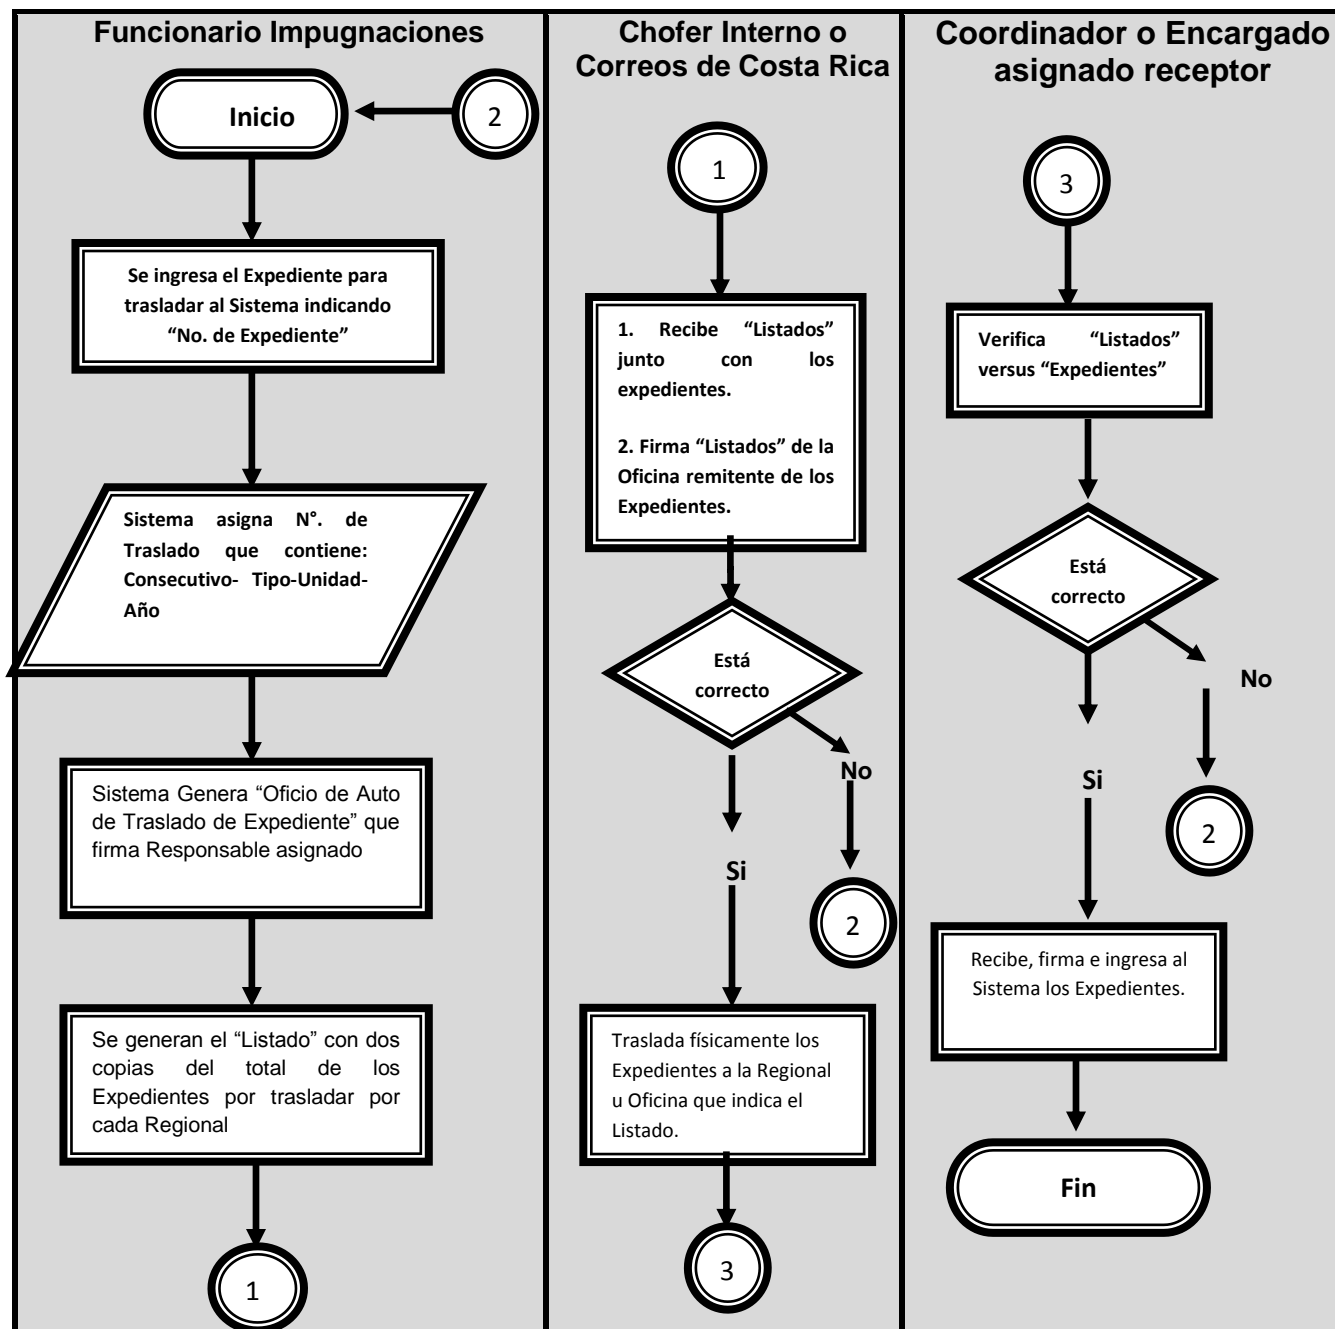 Funcionario Impugnaciones
Inicio
2
Se ingresa el Expediente para
trasladar al Sistema indicando
“No. de Expediente”
Sistema asigna N°. de
Traslado que contiene:
Consecutivo- Tipo-Unidad-
Año
Sistema Genera “Oficio de Auto
de Traslado de Expediente” que
firma Responsable asignado
Se generan el “Listado” con dos
copias del total de los
Expedientes por trasladar por
cada Regional
1
Chofer Interno o
Correos de Costa Rica
1
1. Recibe “Listados”
junto con los
expedientes.
2. Firma “Listados” de la
Oficina remitente de los
Expedientes.
Está
correcto
No
Si
2
Traslada físicamente los
Expedientes a la Regional
u Oficina que indica el
Listado.
3
Coordinador o Encargado
asignado receptor
3
Verifica “Listados”
versus “Expedientes”
Está
correcto
No
Si
2
Recibe, firma e ingresa al
Sistema los Expedientes.
Fin